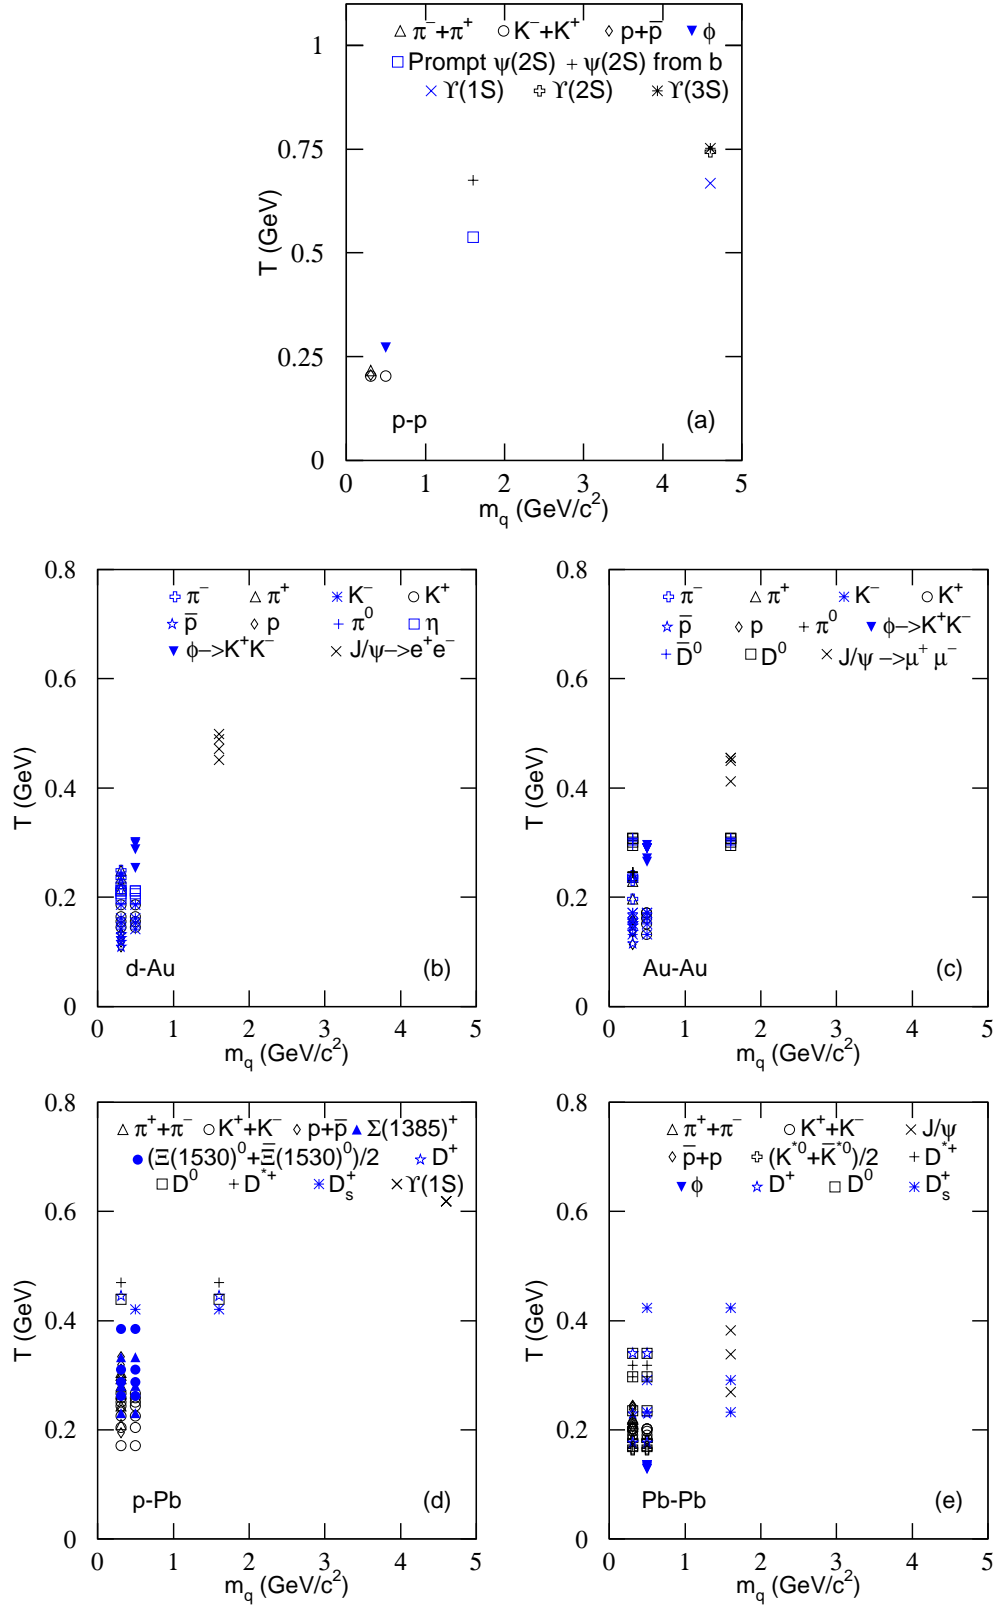 π⁻+π⁺ K⁻+K⁺ p+p̅ ϕ
1
Prompt ψ(2S) + ψ(2S) from b
ϒ(1S) ϒ(2S) ϒ(3S)
0.75
T (GeV)
0.5
0.25
p-p (a)
0
0 1 2 3 4 5
m_q (GeV/c²)
0.8
π⁻ π⁺ K⁻ K⁺
p̅ p π⁰ η
ϕ->K⁺K⁻ J/ψ->e⁺e⁻
0.6
T (GeV)
0.4
0.2
d-Au (b)
0
0 1 2 3 4 5
m_q (GeV/c²)
0.8
π⁻ π⁺ K⁻ K⁺
p̅ p π⁰ ϕ->K⁺K⁻
D̅⁰ D⁰ J/ψ->μ⁺ μ⁻
0.6
T (GeV)
0.4
0.2
Au-Au (c)
0
0 1 2 3 4 5
m_q (GeV/c²)
0.8
π⁺+π⁻ K⁺+K⁻ p+p̅ Σ(1385)⁺
(Ξ(1530)⁰+Ξ̅(1530)⁰)/2 D⁺
D⁰ D*⁺ D_s⁺ ϒ(1S)
0.6
T (GeV)
0.4
0.2
p-Pb (d)
0
0 1 2 3 4 5
m_q (GeV/c²)
0.8
π⁺+π⁻ K⁺+K⁻ J/ψ
p̅+p (K*⁰+K̅*⁰)/2 D*⁺
ϕ D⁺ D⁰ D_s⁺
0.6
T (GeV)
0.4
0.2
Pb-Pb (e)
0
0 1 2 3 4 5
m_q (GeV/c²)